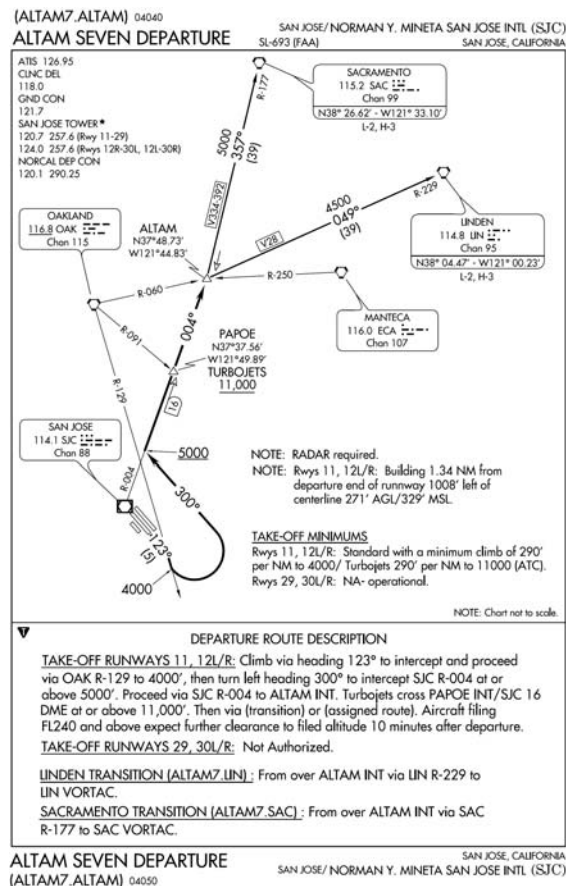 (ALTAM7.ALTAM) 04040
ALTAM SEVEN DEPARTURE
SL-693 (FAA)
SAN JOSE/ NORMAN Y. MINETA SAN JOSE INTL (SJC)
SAN JOSE, CALIFORNIA
ATIS 126.95
CLNC DEL
118.0
GND CON
121.7
SAN JOSE TOWER*
120.7 257.6 (Rwy 11-29)
124.0 257.6 (Rwys 12R-30L, 12L-30R)
NORCAL DEP CON
120.1 290.25
SACRAMENTO
115.2 SAC
Chan 99
N38° 26.62' - W121° 33.10'
L-2, H-3
R-177
5000
357°
(39)
V334-392
4500
049°
(39)
V28
R-229
LINDEN
114.8 LIN
Chan 95
N38° 04.47' - W121° 00.23'
L-2, H-3
OAKLAND
116.8 OAK
Chan 115
ALTAM
N37°48.73'
W121°44.83'
R-060
R-250
MANTECA
116.0 ECA
Chan 107
R-091
004°
PAPOE
N37°37.56'
W121°49.89'
TURBOJETS
11,000
R-129
16
SAN JOSE
114.1 SJC
Chan 88
R-004
5000
300°
123°
(5)
4000
NOTE: RADAR required.
NOTE: Rwys 11, 12L/R: Building 1.34 NM from
departure end of runnway 1008' left of
centerline 271' AGL/329' MSL.
TAKE-OFF MINIMUMS
Rwys 11, 12L/R: Standard with a minimum climb of 290'
per NM to 4000/ Turbojets 290' per NM to 11000 (ATC).
Rwys 29, 30L/R: NA- operational.
NOTE: Chart not to scale.
T
DEPARTURE ROUTE DESCRIPTION
TAKE-OFF RUNWAYS 11, 12L/R: Climb via heading 123° to intercept and proceed
via OAK R-129 to 4000', then turn left heading 300° to intercept SJC R-004 at or
above 5000'. Proceed via SJC R-004 to ALTAM INT. Turbojets cross PAPOE INT/SJC 16
DME at or above 11,000'. Then via (transition) or (assigned route). Aircraft filing
FL240 and above expect further clearance to filed altitude 10 minutes after departure.
TAKE-OFF RUNWAYS 29, 30L/R: Not Authorized.
LINDEN TRANSITION (ALTAM7.LIN) : From over ALTAM INT via LIN R-229 to
LIN VORTAC.
SACRAMENTO TRANSITION (ALTAM7.SAC) : From over ALTAM INT via SAC
R-177 to SAC VORTAC.
ALTAM SEVEN DEPARTURE
(ALTAM7.ALTAM) 04050
SAN JOSE, CALIFORNIA
SAN JOSE/ NORMAN Y. MINETA SAN JOSE INTL (SJC)